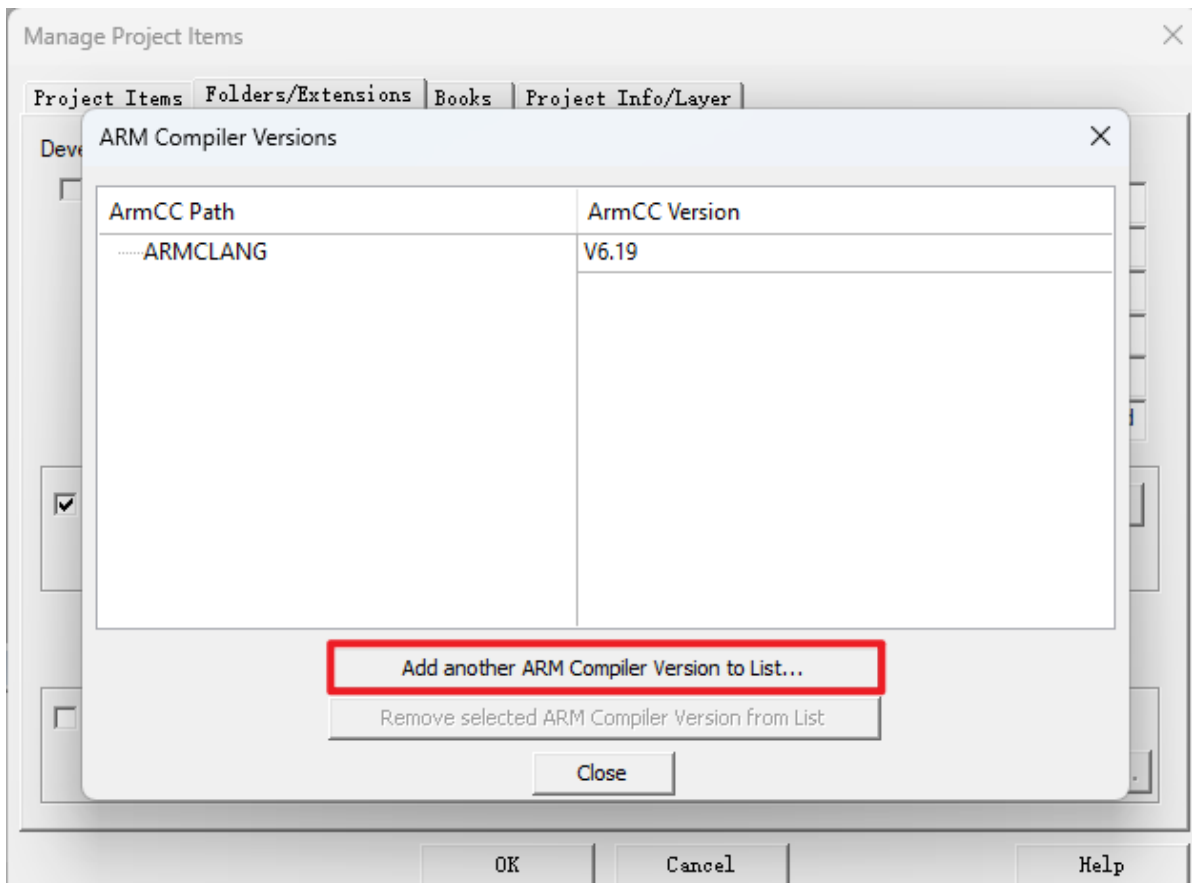 Manage Project Items
Project Items Folders/Extensions Books Project Info/Layer
ARM Compiler Versions
ArmCC Path ArmCC Version
ARMCLANG V6.19
Add another ARM Compiler Version to List...
Remove selected ARM Compiler Version from List
Close
OK Cancel Help